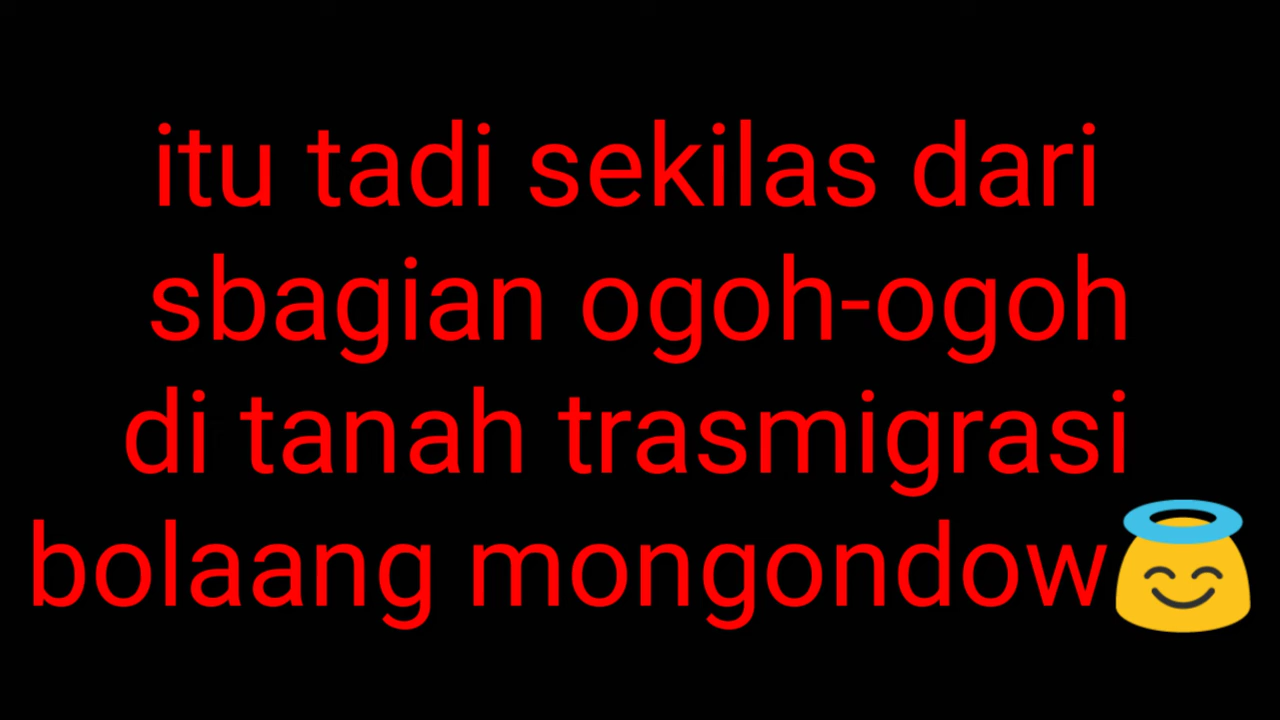 itu tadi sekilas dari
sbagian ogoh-ogoh
di tanah trasmigrasi
bolaang mongondow😇